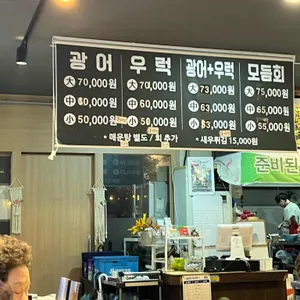 광어 우럭 광어+우럭 모듬회
大 70,000원 大 70,000원 大 73,000원 大 75,000원
中 60,000원 中 60,000원 中 63,000원 中 65,000원
小 50,000원 小 50,000원 小 53,000원 小 55,000원
• 매운탕 별도 / 회 추가 • 새우튀김 15,000원
준비된